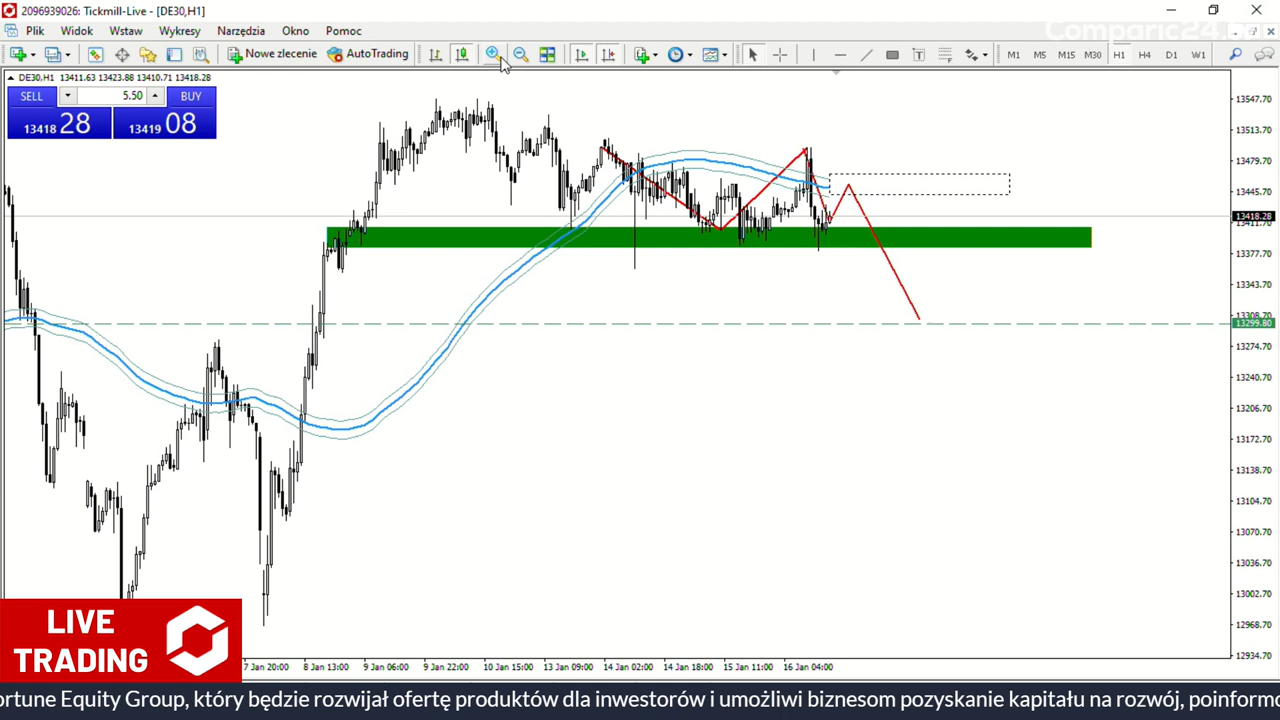 2096939026: Tickmill-Live - [DE30,H1]
Plik Widok Wstaw Wykresy Narzędzia Okno Pomoc
Nowe zlecenie AutoTrading M1 M5 M15 M30 H1 H4 D1 W1
DE30,H1 13411.63 13423.88 13410.71 13418.28
SELL 5.50 BUY
13418 28 13419 08
13547.70
13513.70
13479.70
13445.70
13418.28
13377.70
13343.70
13308.70
13299.80
13274.70
13240.70
13206.70
13172.70
13138.70
13104.70
13070.70
13036.70
13002.70
12968.70
12934.70
7 Jan 20:00 8 Jan 13:00 9 Jan 06:00 9 Jan 22:00 10 Jan 15:00 13 Jan 09:00 14 Jan 02:00 14 Jan 18:00 15 Jan 11:00 16 Jan 04:00
LIVE
TRADING
ortune Equity Group, który będzie rozwijał ofertę produktów dla inwestorów i umożliwi biznesom pozyskanie kapitału na rozwój, poinform